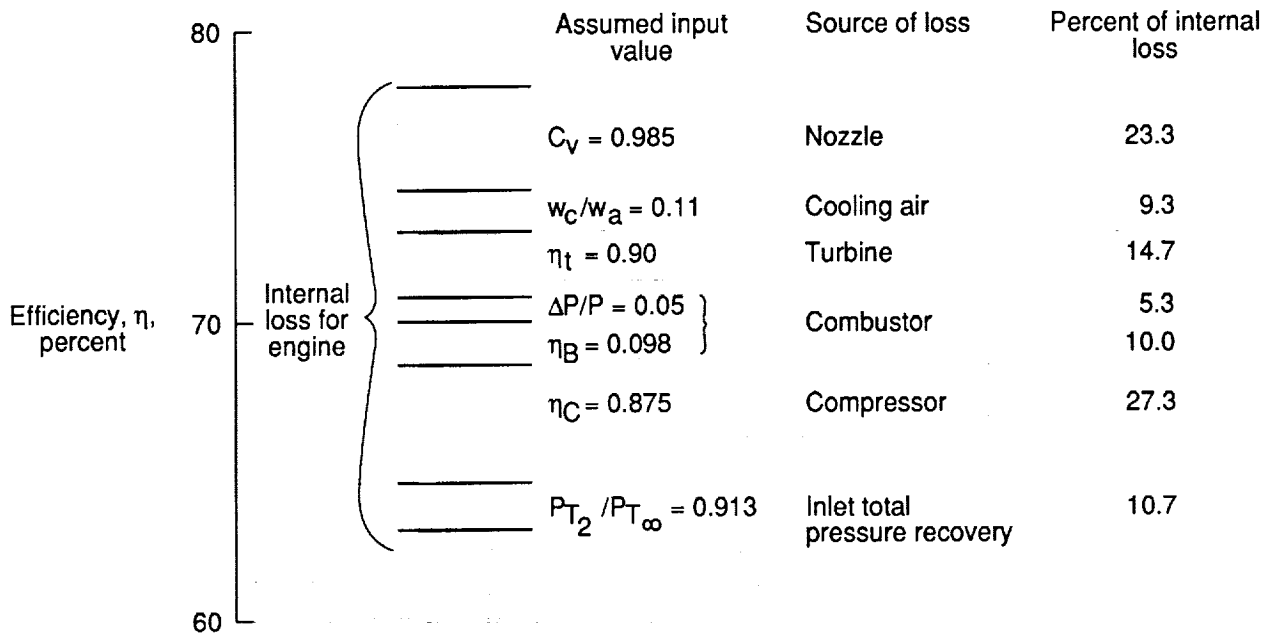 80
Assumed input value
Source of loss
Percent of internal loss
C_v = 0.985 Nozzle 23.3
w_c/w_a = 0.11 Cooling air 9.3
η_t = 0.90 Turbine 14.7
Efficiency, η, percent
70
Internal loss for engine
ΔP/P = 0.05 5.3
Combustor
η_B = 0.098 10.0
η_C = 0.875 Compressor 27.3
P_T_2 /P_T_∞ = 0.913 Inlet total pressure recovery 10.7
60